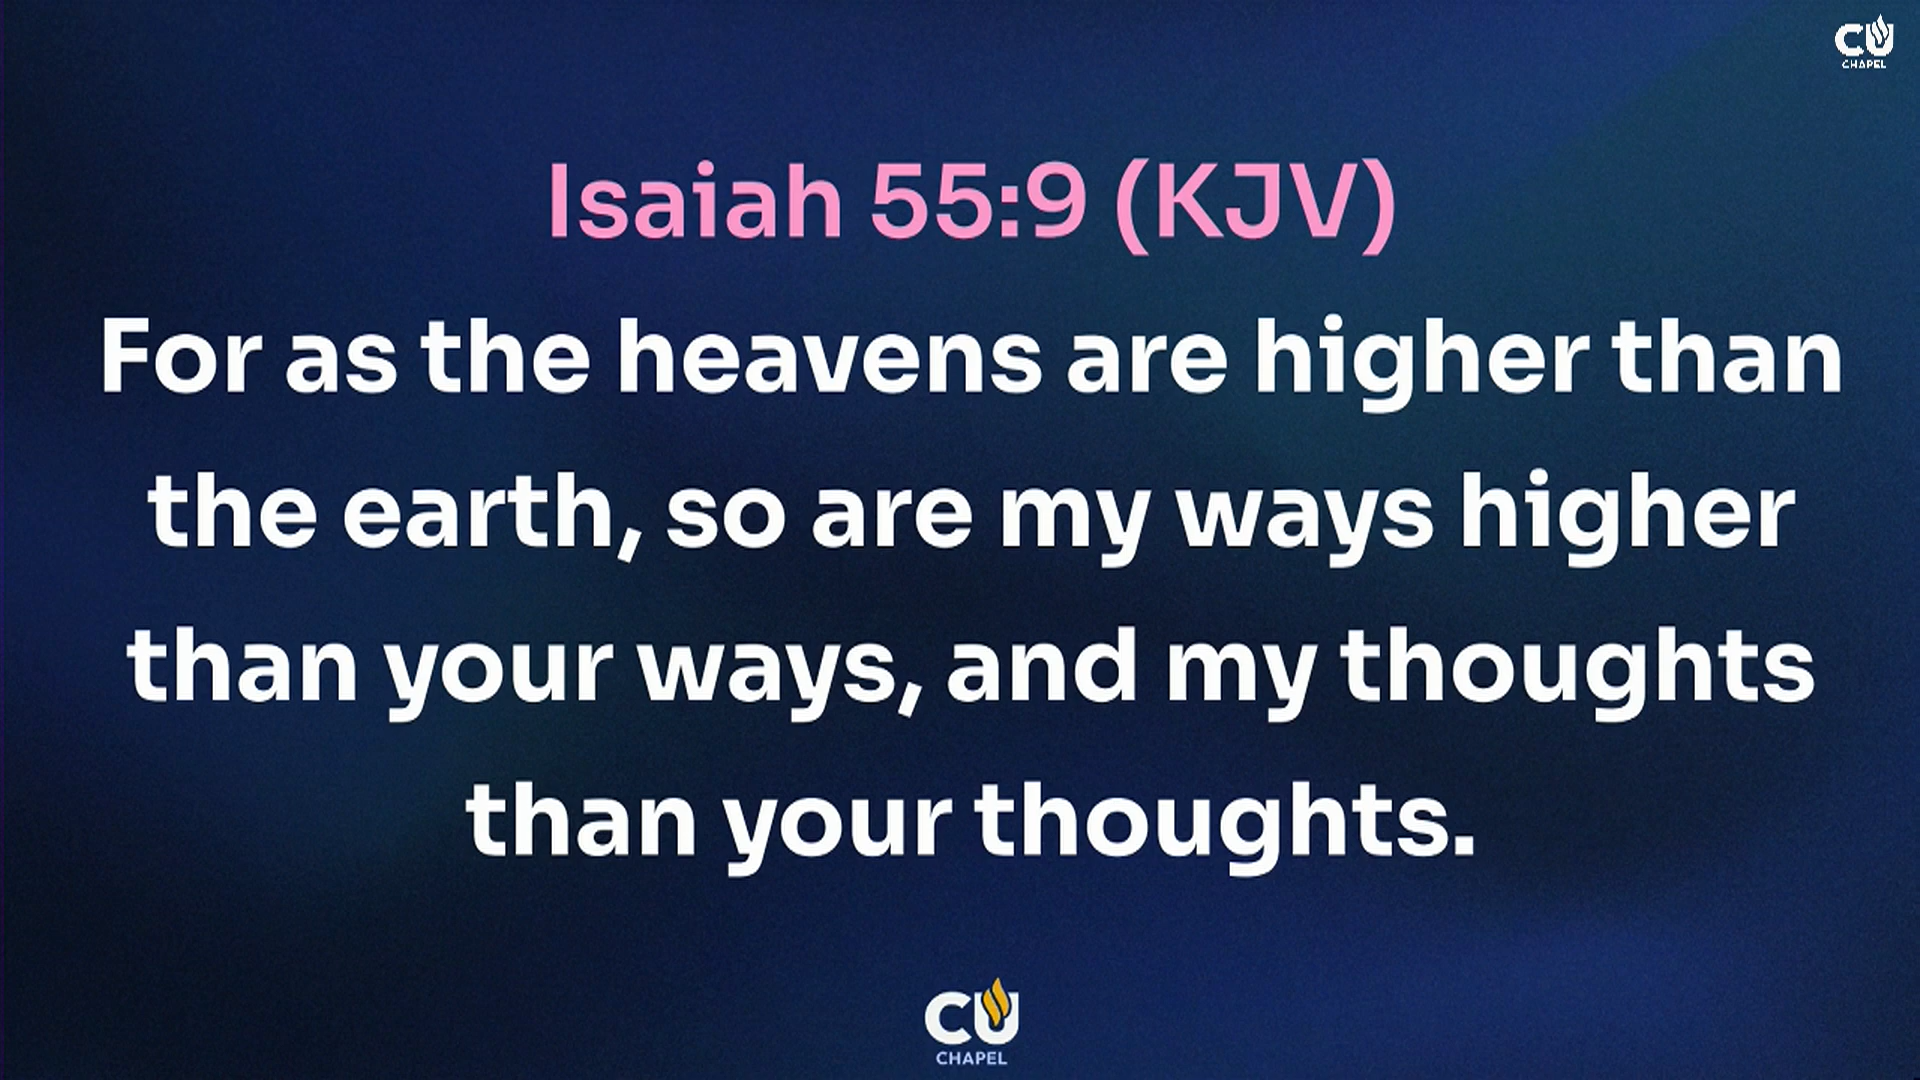 CU
CHAPEL
Isaiah 55:9 (KJV)
For as the heavens are higher than
the earth, so are my ways higher
than your ways, and my thoughts
than your thoughts.
CU
CHAPEL